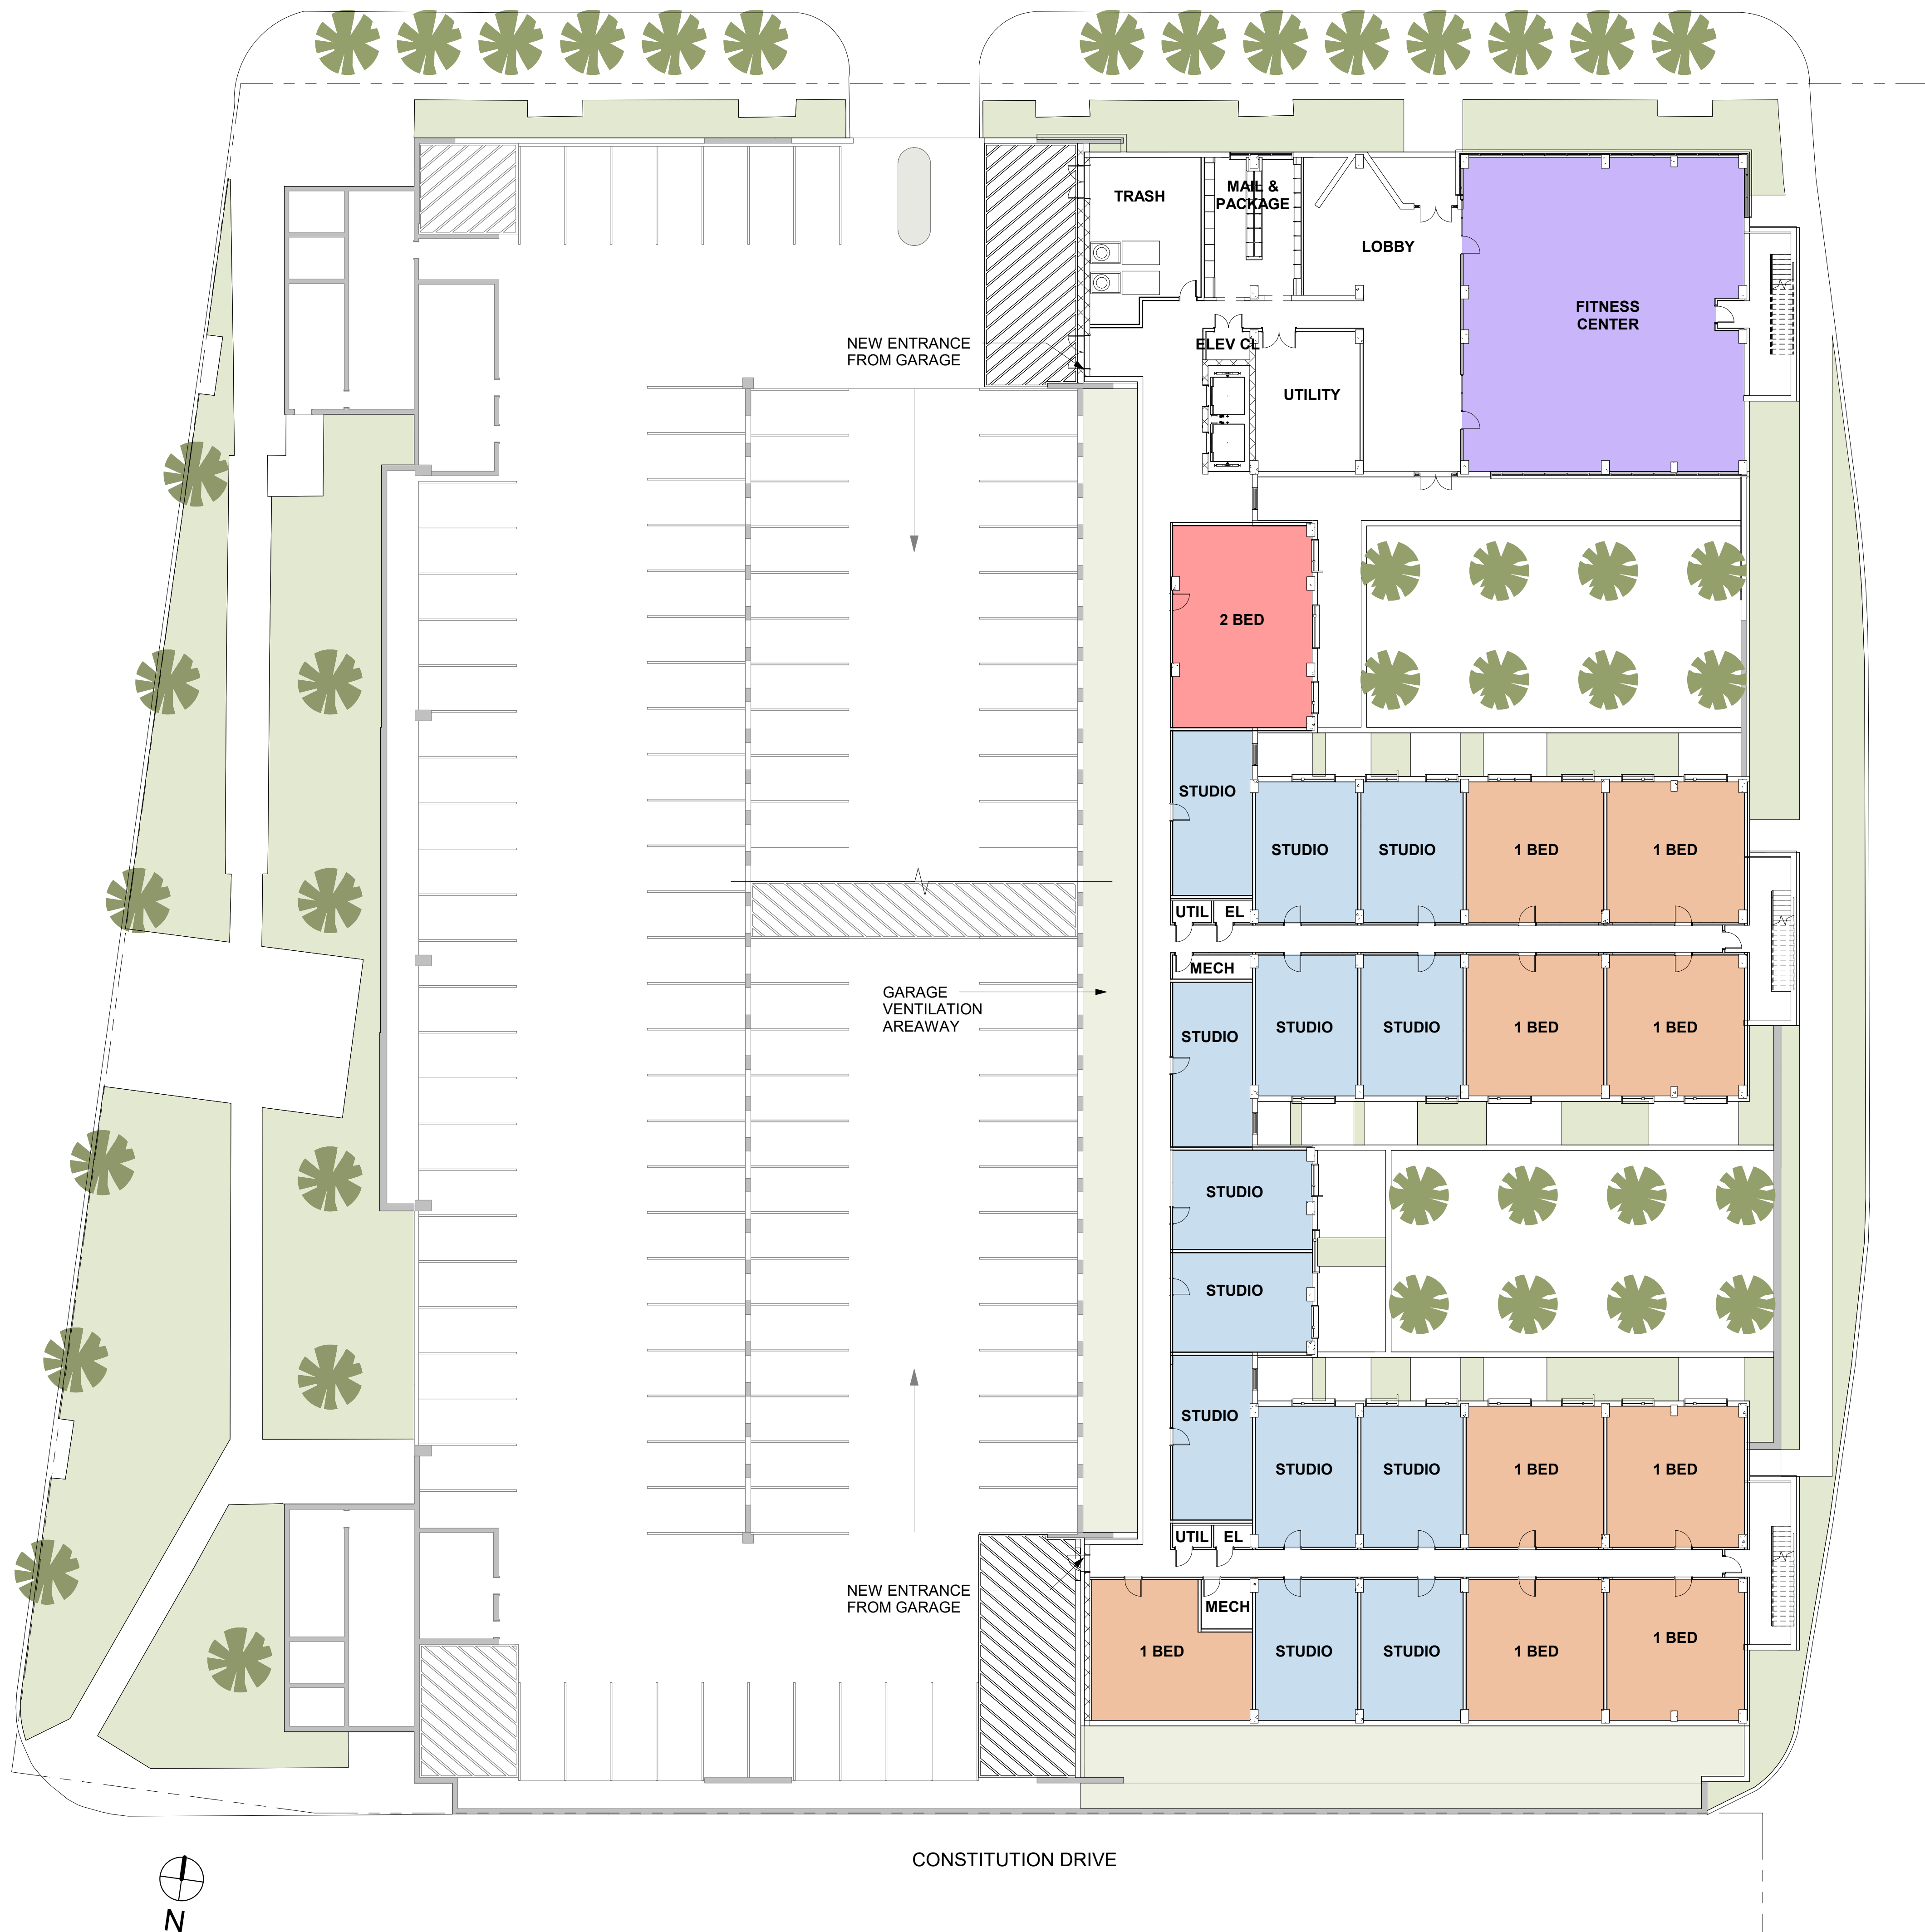 TRASH
MAIL &
PACKAGE
LOBBY
FITNESS
CENTER
NEW ENTRANCE
FROM GARAGE
ELEV CL
UTILITY
2 BED
STUDIO
STUDIO
STUDIO
1 BED
1 BED
UTIL
EL
MECH
GARAGE
VENTILATION
AREAWAY
STUDIO
STUDIO
STUDIO
1 BED
1 BED
STUDIO
STUDIO
STUDIO
STUDIO
STUDIO
1 BED
1 BED
UTIL
EL
NEW ENTRANCE
FROM GARAGE
MECH
1 BED
STUDIO
STUDIO
1 BED
1 BED
CONSTITUTION DRIVE
N